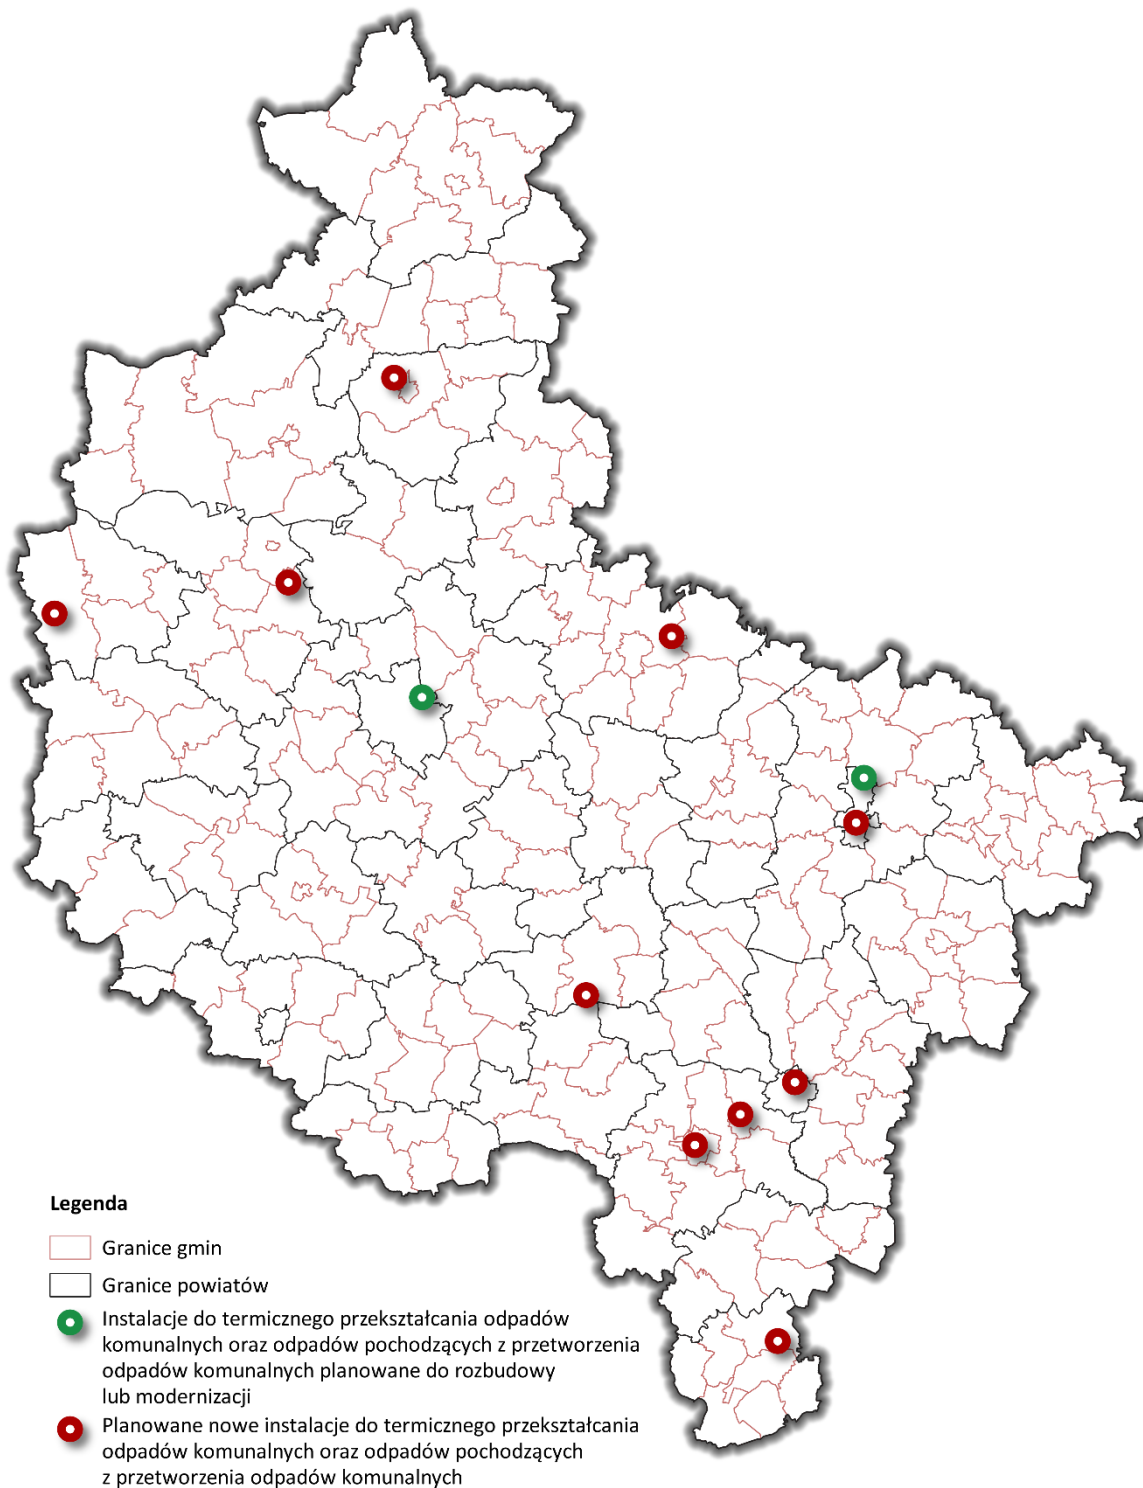 Legenda
Granice gmin
Granice powiatów
Instalacje do termicznego przekształcania odpadów
komunalnych oraz odpadów pochodzących z przetworzenia
odpadów komunalnych planowane do rozbudowy
lub modernizacji
Planowane nowe instalacje do termicznego przekształcania
odpadów komunalnych oraz odpadów pochodzących
z przetworzenia odpadów komunalnych